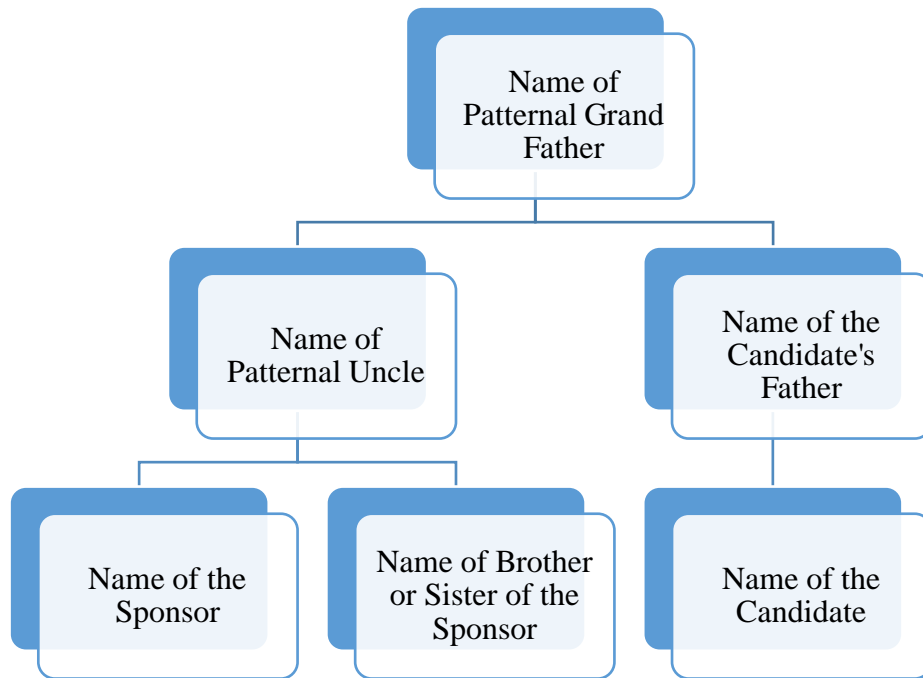 Name of
Patternal Grand
Father
Name of
Patternal Uncle
Name of the
Candidate's
Father
Name of the
Sponsor
Name of Brother
or Sister of the
Sponsor
Name of the
Candidate